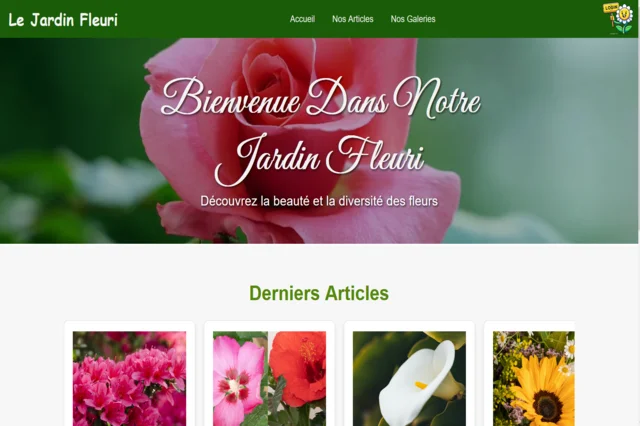 Le Jardin Fleuri
Accueil Nos Articles Nos Galeries
LOGIN
Bienvenue Dans Notre
Jardin Fleuri
Découvrez la beauté et la diversité des fleurs
Derniers Articles